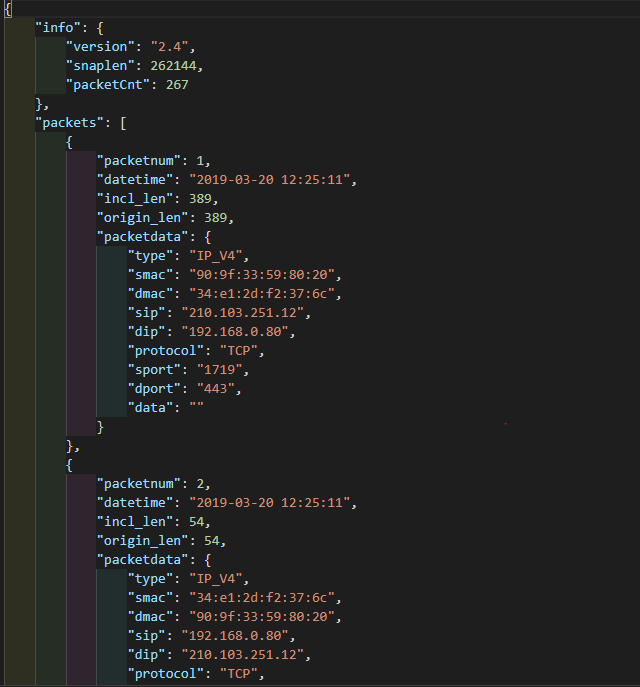 {
"info": {
"version": "2.4",
"snaplen": 262144,
"packetCnt": 267
},
"packets": [
{
"packetnum": 1,
"datetime": "2019-03-20 12:25:11",
"incl_len": 389,
"origin_len": 389,
"packetdata": {
"type": "IP_V4",
"smac": "90:9f:33:59:80:20",
"dmac": "34:e1:2d:f2:37:6c",
"sip": "210.103.251.12",
"dip": "192.168.0.80",
"protocol": "TCP",
"sport": "1719",
"dport": "443",
"data": ""
}
},
{
"packetnum": 2,
"datetime": "2019-03-20 12:25:11",
"incl_len": 54,
"origin_len": 54,
"packetdata": {
"type": "IP_V4",
"smac": "34:e1:2d:f2:37:6c",
"dmac": "90:9f:33:59:80:20",
"sip": "192.168.0.80",
"dip": "210.103.251.12",
"protocol": "TCP",